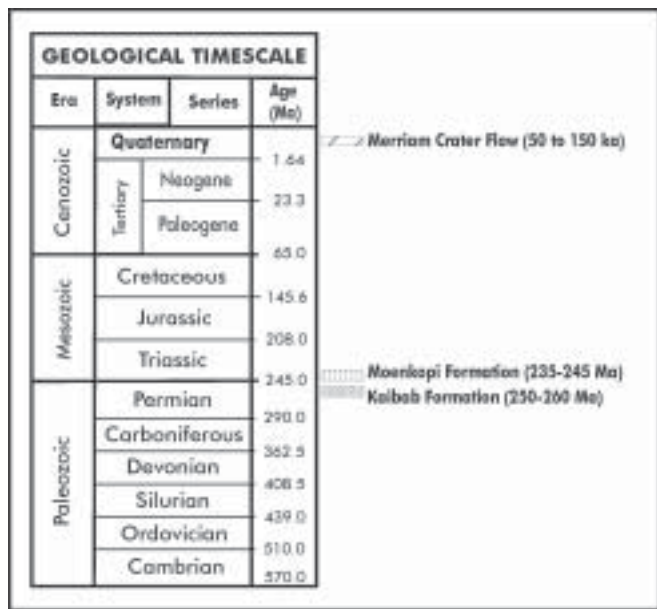 GEOLOGICAL TIMESCALE
Era System Series Age (Ma)
Cenozoic
Quaternary
Merriam Crater Flow (50 to 150 ka)
1.64
Tertiary
Neogene
23.3
Paleogene
65.0
Mesozoic
Cretaceous
145.6
Jurassic
208.0
Triassic
Moenkopi Formation (235-245 Ma)
245.0
Kaibab Formation (250-260 Ma)
Paleozoic
Permian
290.0
Carboniferous
362.5
Devonian
408.5
Silurian
439.0
Ordovician
510.0
Cambrian
570.0